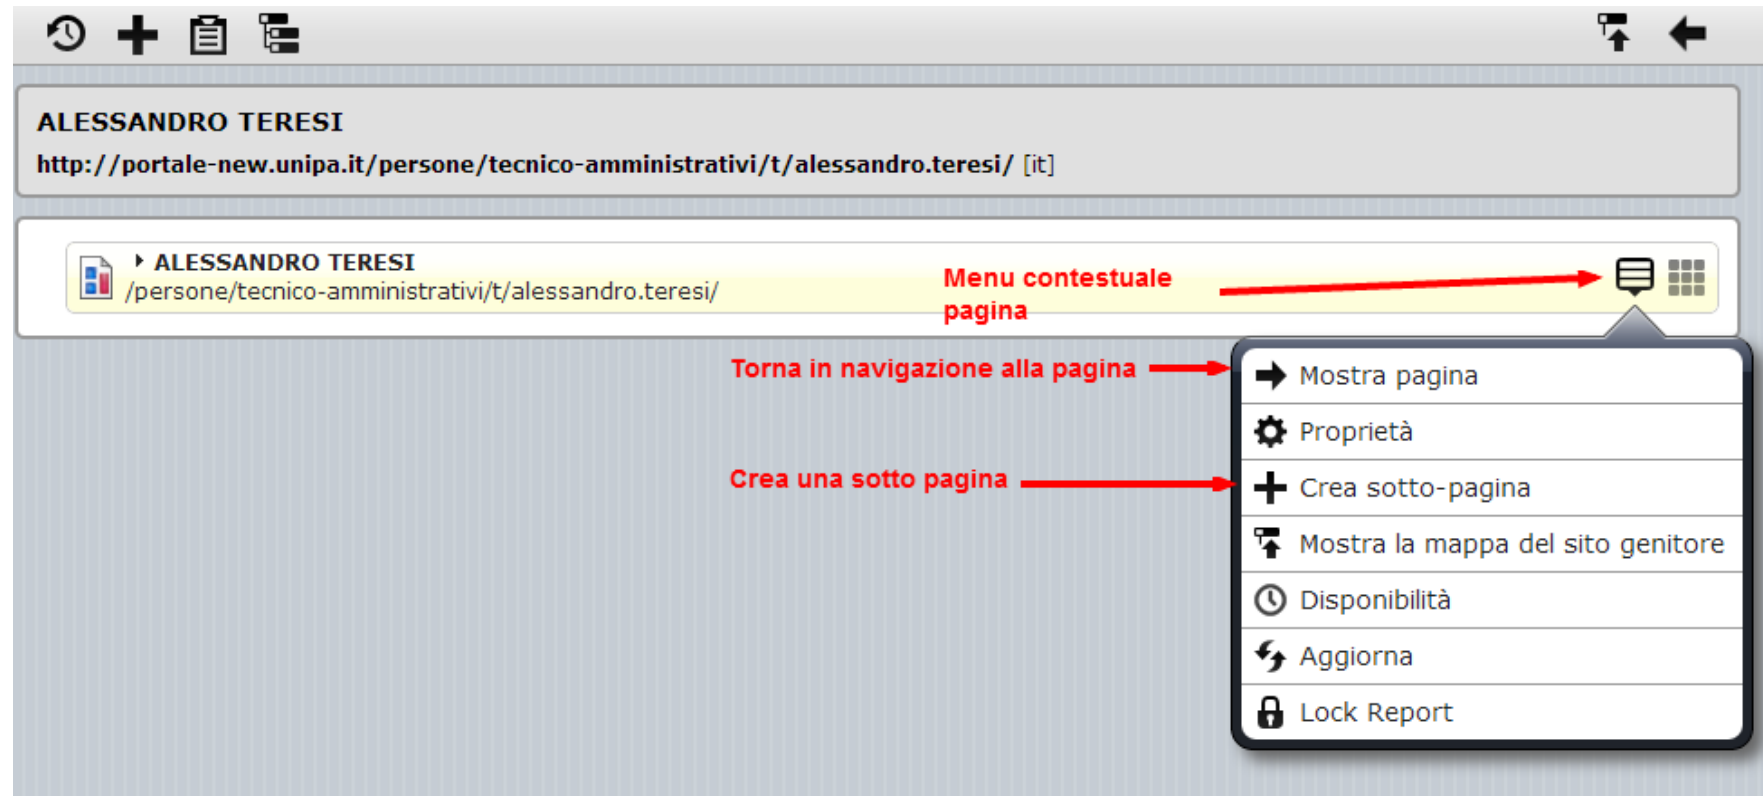 ALESSANDRO TERESI
http://portale-new.unipa.it/persone/tecnico-amministrativi/t/alessandro.teresi/ [it]
ALESSANDRO TERESI
/persone/tecnico-amministrativi/t/alessandro.teresi/
Menu contestuale
pagina
Torna in navigazione alla pagina
Mostra pagina
Proprietà
Crea una sotto pagina
Crea sotto-pagina
Mostra la mappa del sito genitore
Disponibilità
Aggiorna
Lock Report